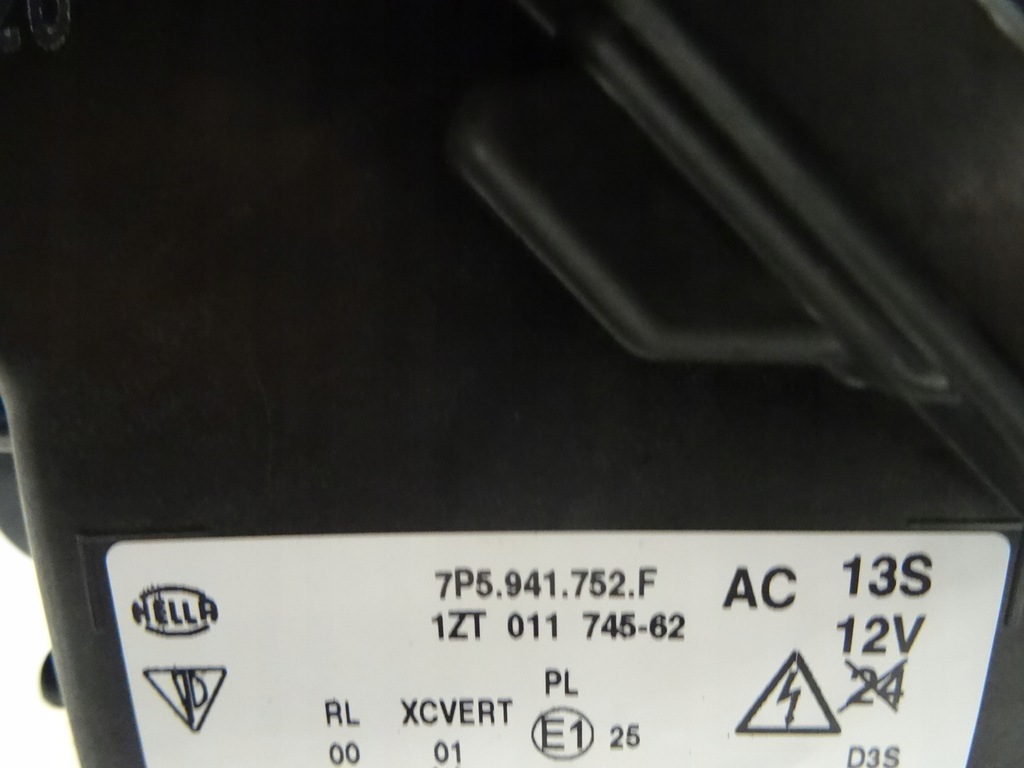 20
7P5.941.752.F
AC
13S
HELLA
1ZT 011 745-62
12V
24
PL
RL
XCVERT
E1
25
00
01
D3S